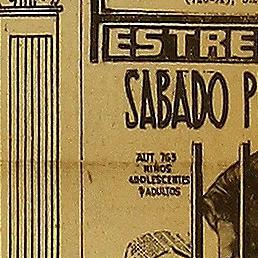 ESTRE
SABADO P
AUT. 763
NIÑOS
ADOLESCENTES
Y ADULTOS